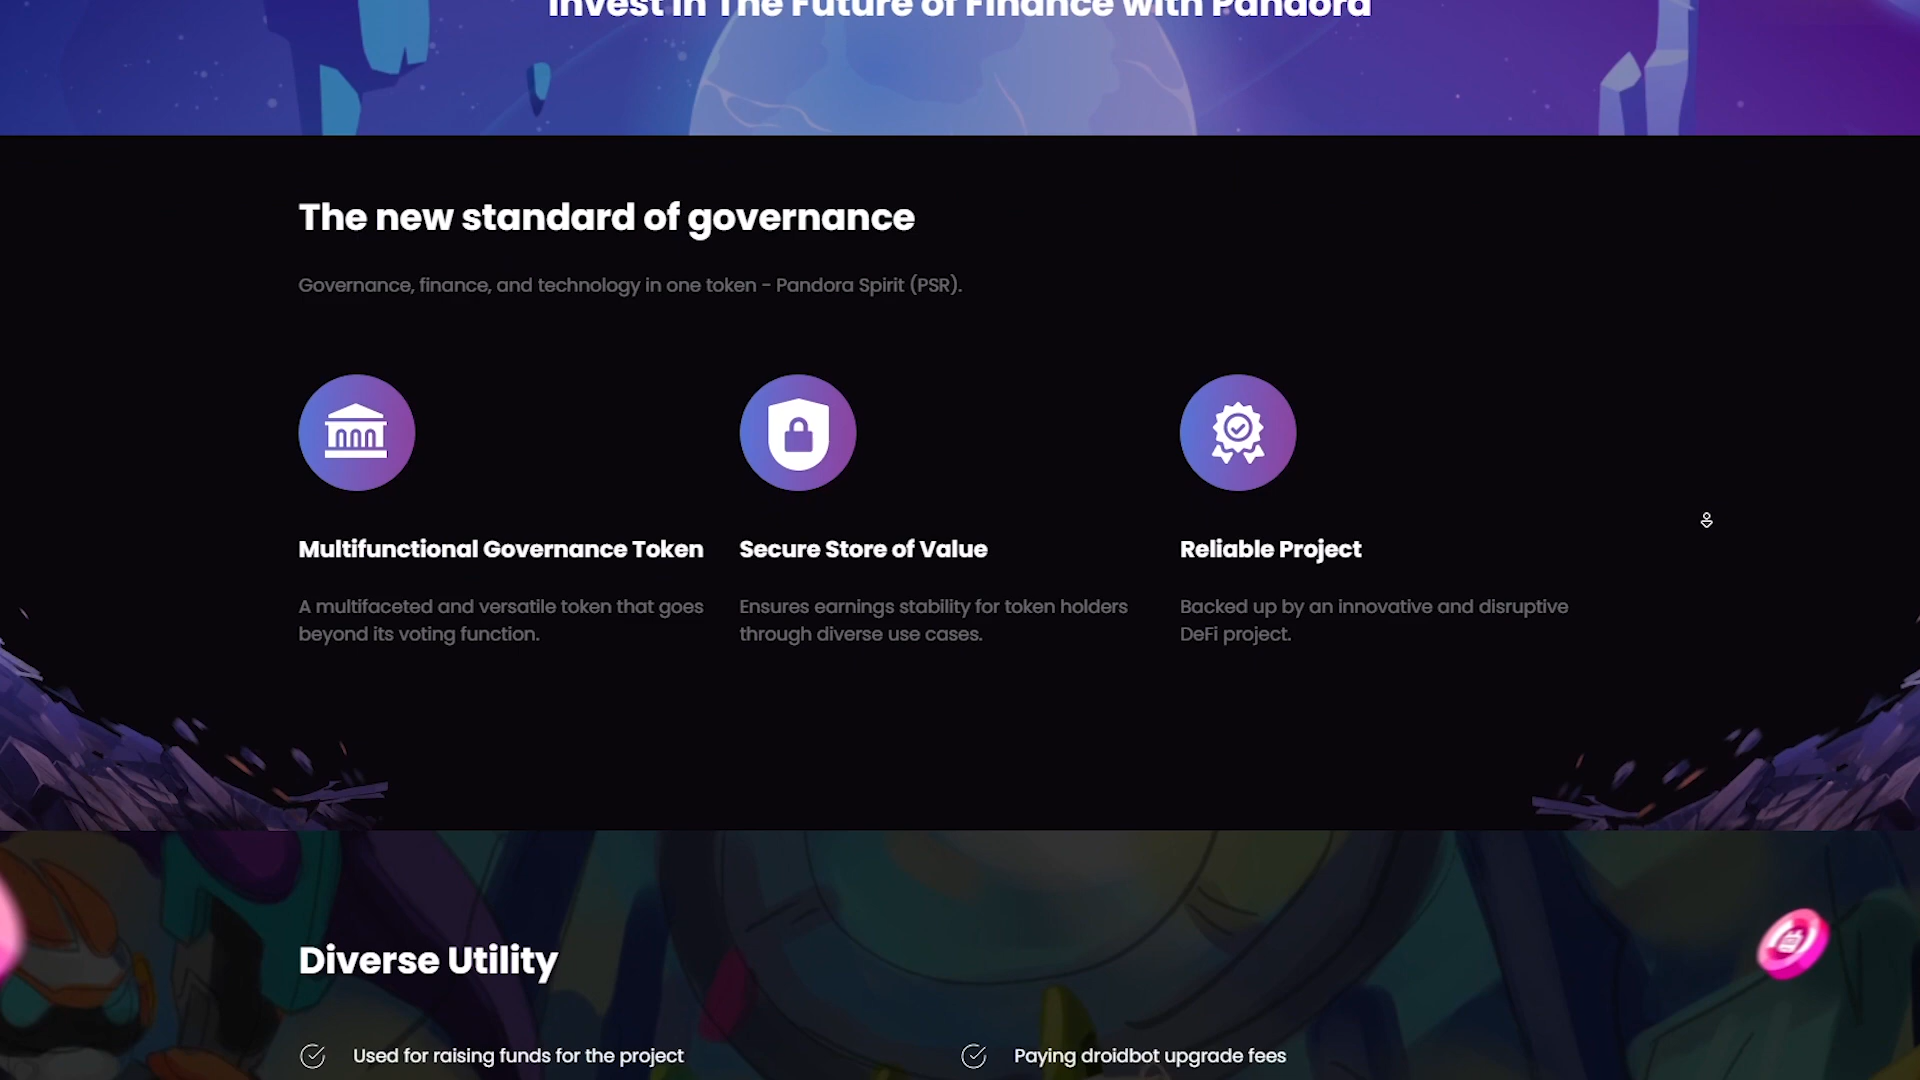 Invest in The Future of Finance with Pandora
The new standard of governance
Governance, finance, and technology in one token - Pandora Spirit (PSR).
Multifunctional Governance Token
A multifaceted and versatile token that goes
beyond its voting function.
Secure Store of Value
Ensures earnings stability for token holders
through diverse use cases.
Reliable Project
Backed up by an innovative and disruptive
DeFi project.
Diverse Utility
Used for raising funds for the project
Paying droidbot upgrade fees